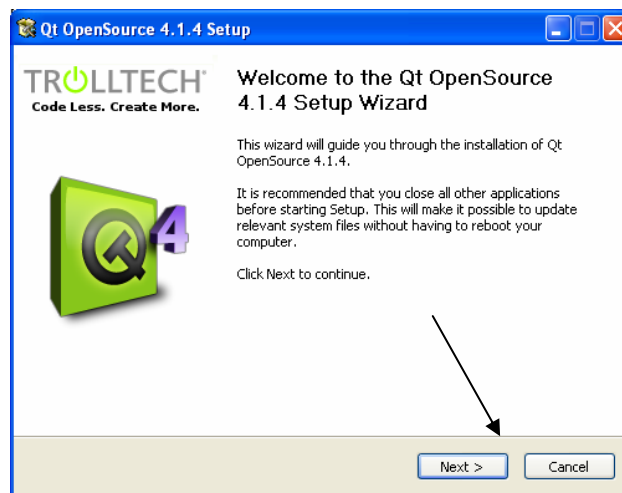 Qt OpenSource 4.1.4 Setup
TROLLTECH®
Code Less. Create More.
Welcome to the Qt OpenSource
4.1.4 Setup Wizard
This wizard will guide you through the installation of Qt
OpenSource 4.1.4.
It is recommended that you close all other applications
before starting Setup. This will make it possible to update
relevant system files without having to reboot your
computer.
Click Next to continue.
4
Next >
Cancel